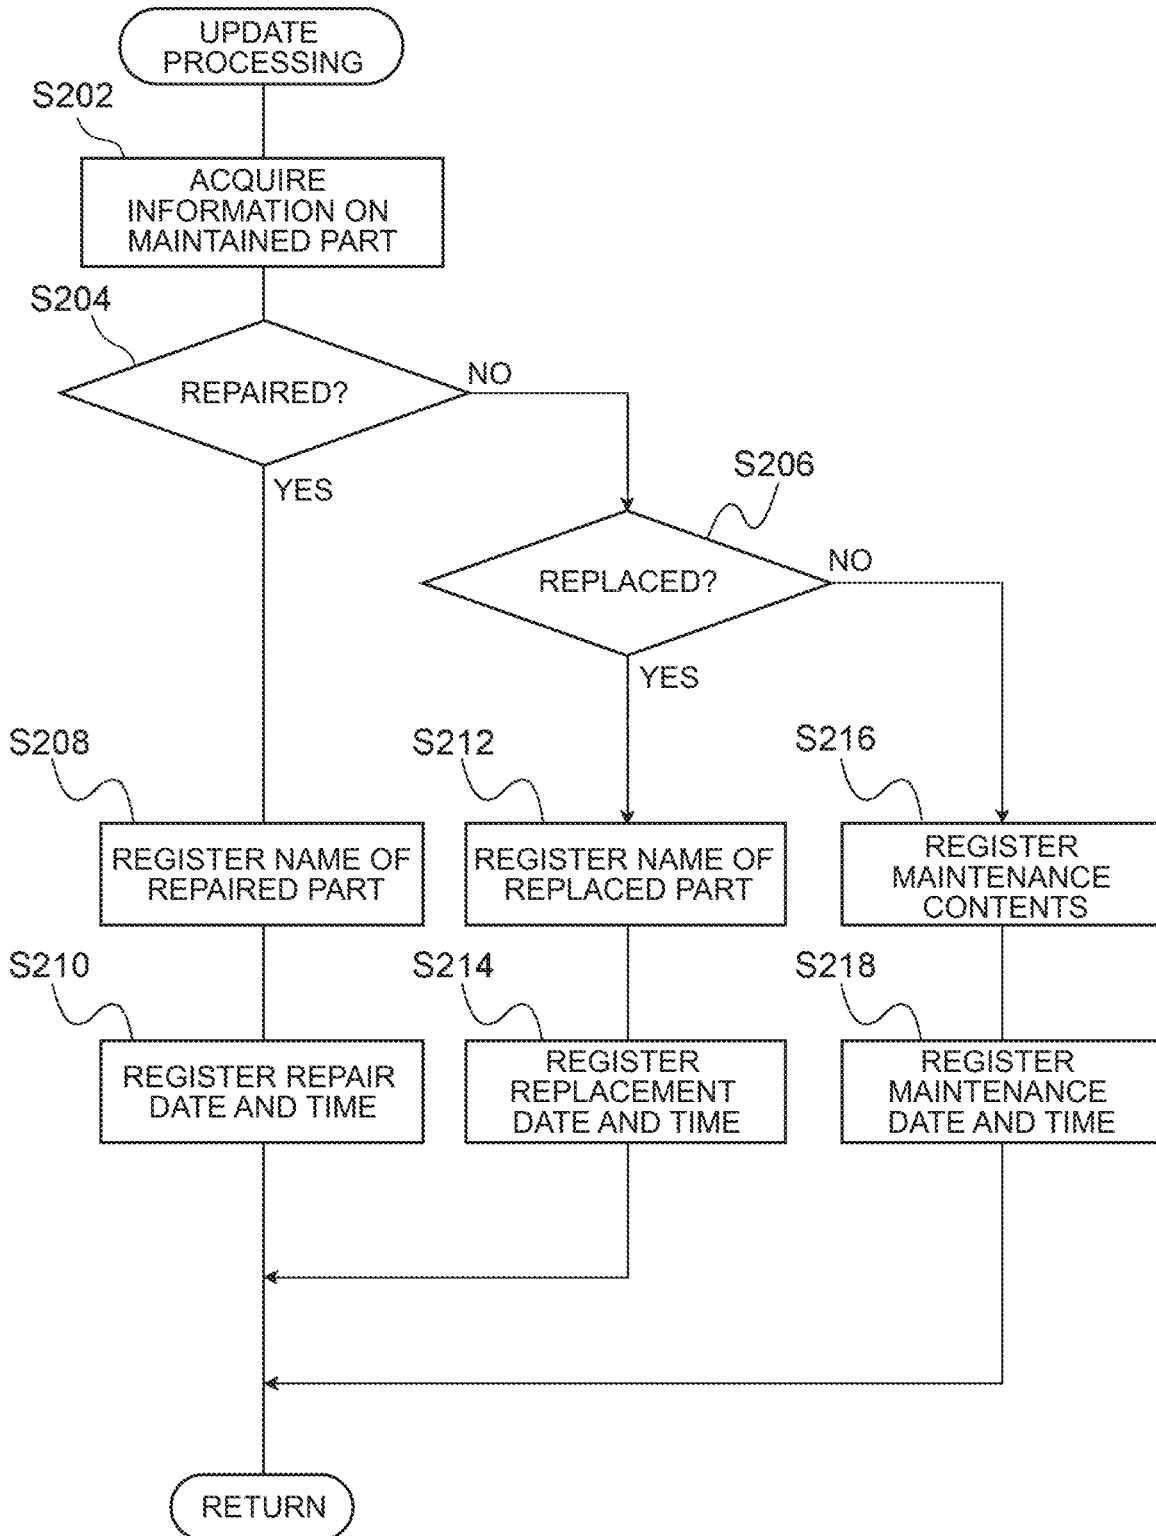 UPDATE
PROCESSING
S202
ACQUIRE
INFORMATION ON
MAINTAINED PART
S204
REPAIRED?
NO
YES
S206
REPLACED?
NO
YES
S208
REGISTER NAME OF
REPAIRED PART
S212
REGISTER NAME OF
REPLACED PART
S216
REGISTER
MAINTENANCE
CONTENTS
S210
REGISTER REPAIR
DATE AND TIME
S214
REGISTER
REPLACEMENT
DATE AND TIME
S218
REGISTER
MAINTENANCE
DATE AND TIME
RETURN